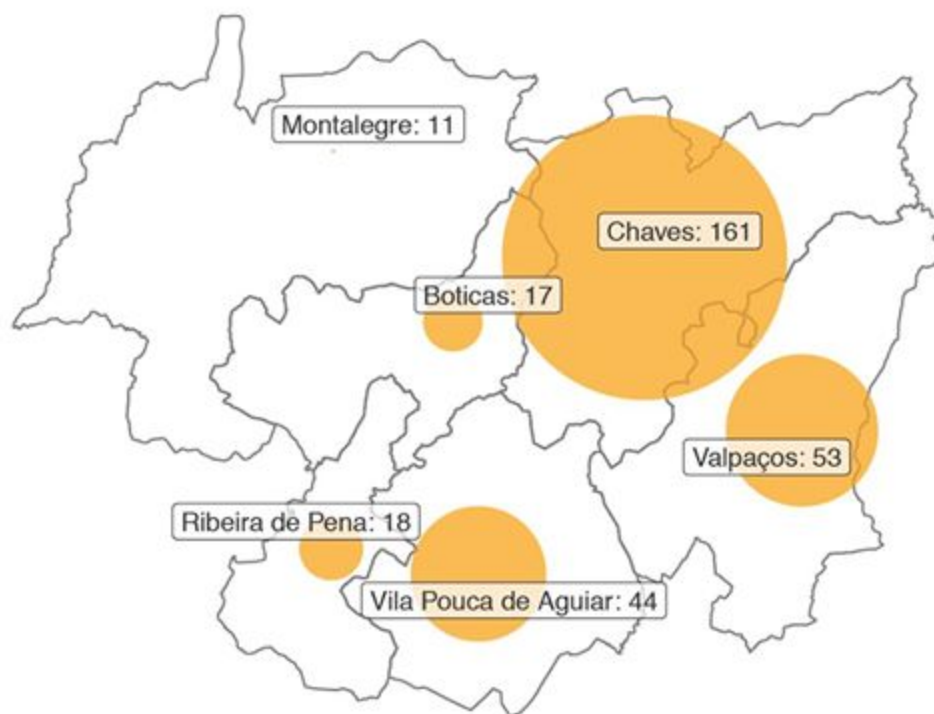 Montalegre: 11
Chaves: 161
Boticas: 17
Valpaços: 53
Ribeira de Pena: 18
Vila Pouca de Aguiar: 44